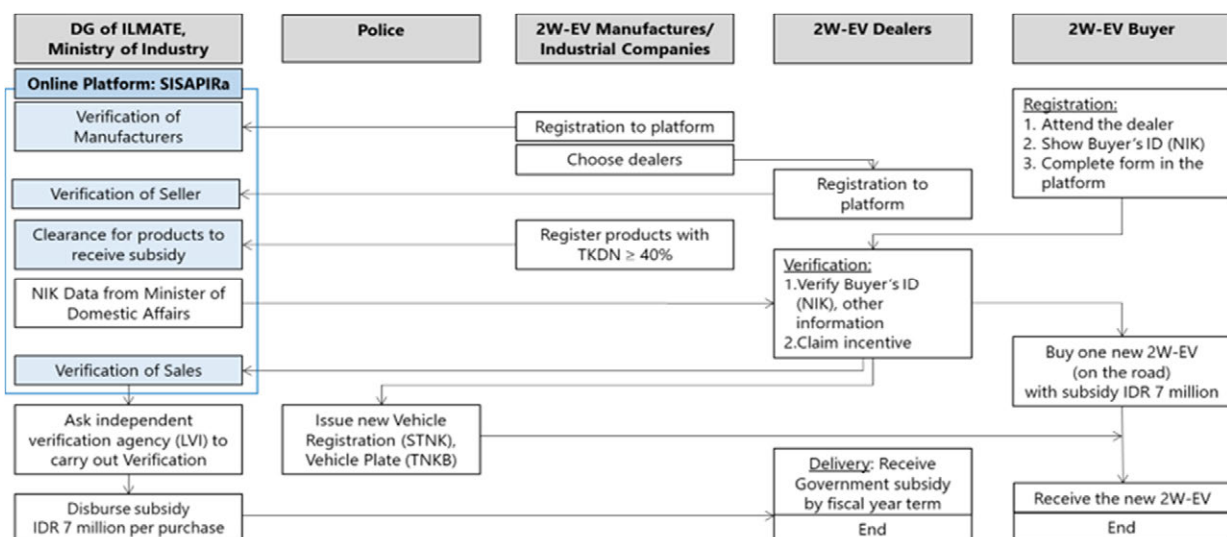 DG of ILMATE,
Ministry of Industry
Police
2W-EV Manufactures/
Industrial Companies
2W-EV Dealers
2W-EV Buyer
Online Platform: SISAPIRa
Verification of
Manufacturers
Registration to platform
Choose dealers
Registration to
platform
Registration:
1. Attend the dealer
2. Show Buyer's ID (NIK)
3. Complete form in the
platform
Verification of Seller
Clearance for products to
receive subsidy
Register products with
TKDN ≥ 40%
NIK Data from Minister of
Domestic Affairs
Verification:
1.Verify Buyer's ID
(NIK), other
information
2.Claim incentive
Verification of Sales
Buy one new 2W-EV
(on the road)
with subsidy IDR 7 million
Ask independent
verification agency (LVI) to
carry out Verification
Issue new Vehicle
Registration (STNK),
Vehicle Plate (TNKB)
Disburse subsidy
IDR 7 million per purchase
Delivery: Receive
Government subsidy
by fiscal year term
End
Receive the new 2W-EV
End